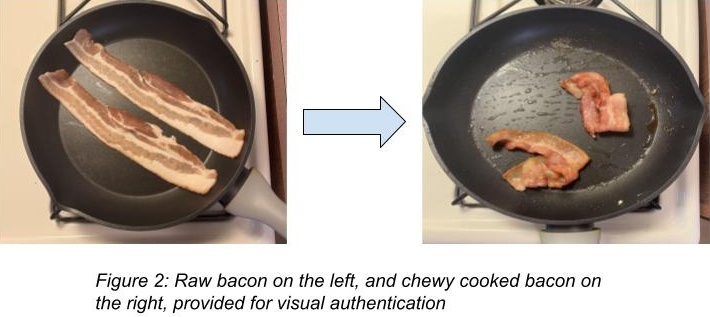 Figure 2: Raw bacon on the left, and chewy cooked bacon on
the right, provided for visual authentication